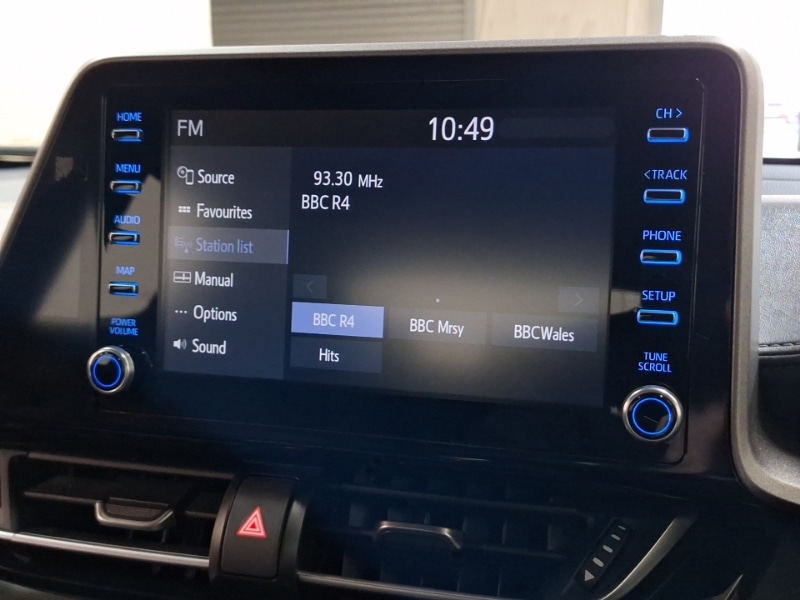 HOME
MENU
AUDIO
MAP
POWER
VOLUME
FM
10:49
Source
Favourites
Station list
Manual
Options
Sound
93.30 MHz
BBC R4
BBC R4
BBC Mrsy
BBCWales
Hits
CH >
< TRACK
PHONE
SETUP
TUNE
SCROLL